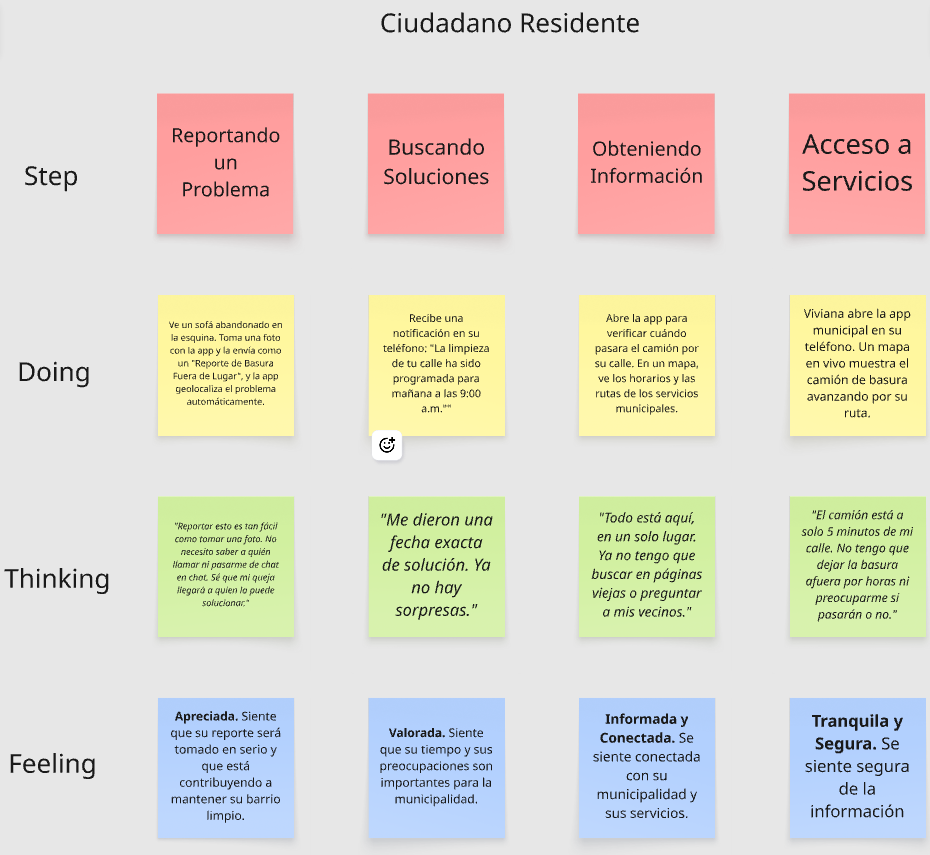 Ciudadano Residente
Step
Reportando
un
Problema
Buscando
Soluciones
Obteniendo
Información
Acceso a
Servicios
Doing
Ve un sofá abandonado en
la esquina. Toma una foto
con la app y la envía como
un "Reporte de Basura
Fuera de Lugar", y la app
geolocaliza el problema
automáticamente.
Recibe una
notificación en su
teléfono: "La limpieza
de tu calle ha sido
programada para
mañana a las 9:00
a.m.""
Abre la app para
verificar cuándo
pasara el camión por
su calle. En un mapa,
ve los horarios y las
rutas de los servicios
municipales.
Viviana abre la app
municipal en su
teléfono. Un mapa
en vivo muestra el
camión de basura
avanzando por su
ruta.
Thinking
"Reportar esto es tan fácil
como tomar una foto. No
necesito saber a quién
llamar ni pasarme de chat
en chat. Sé que mi queja
llegará a quien la puede
solucionar."
"Me dieron una
fecha exacta
de solución. Ya
no hay
sorpresas."
"Todo está aquí,
en un solo lugar.
Ya no tengo que
buscar en páginas
viejas o preguntar
a mis vecinos."
"El camión está a
solo 5 minutos de mi
calle. No tengo que
dejar la basura
afuera por horas ni
preocuparme si
pasarán o no."
Feeling
Apreciada. Siente
que su reporte será
tomado en serio y
que está
contribuyendo a
mantener su barrio
limpio.
Valorada. Siente
que su tiempo y sus
preocupaciones son
importantes para la
municipalidad.
Informada y
Conectada. Se
siente conectada
con su
municipalidad y
sus servicios.
Tranquila y
Segura. Se
siente segura
de la
información